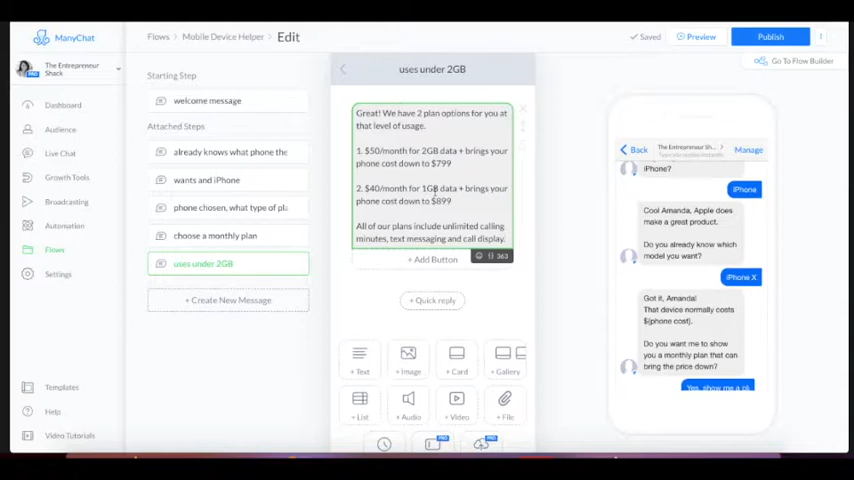 ManyChat
Flows > Mobile Device Helper > Edit
Saved
Preview
Publish
Go To Flow Builder
The Entrepreneur
Shack
PRO
Dashboard
Audience
Live Chat
Growth Tools
Broadcasting
Automation
Flows
Settings
Templates
Help
Video Tutorials
Starting Step
welcome message
Attached Steps
already knows what phone the
wants and iPhone
phone chosen, what type of pla
choose a monthly plan
uses under 2GB
+ Create New Message
uses under 2GB
Great! We have 2 plan options for you at
that level of usage.
1. $50/month for 2GB data + brings your
phone cost down to $799
2. $40/month for 1GB data + brings your
phone cost down to $899
All of our plans include unlimited calling
minutes, text messaging and call display.
363
+ Add Button
+ Quick reply
+ Text
+ Image
+ Card
+ Gallery
+ List
+ Audio
+ Video
+ File
PRO
PRO
Back
The Entrepreneur S...
Manage
iPhone?
iPhone
Cool Amanda, Apple does
make a great product.
Do you already know which
model you want?
iPhone X
Got it, Amanda!
That device normally costs
${phone cost}.
Do you want me to show
you a monthly plan that can
bring the price down?
Yes, show me a pl